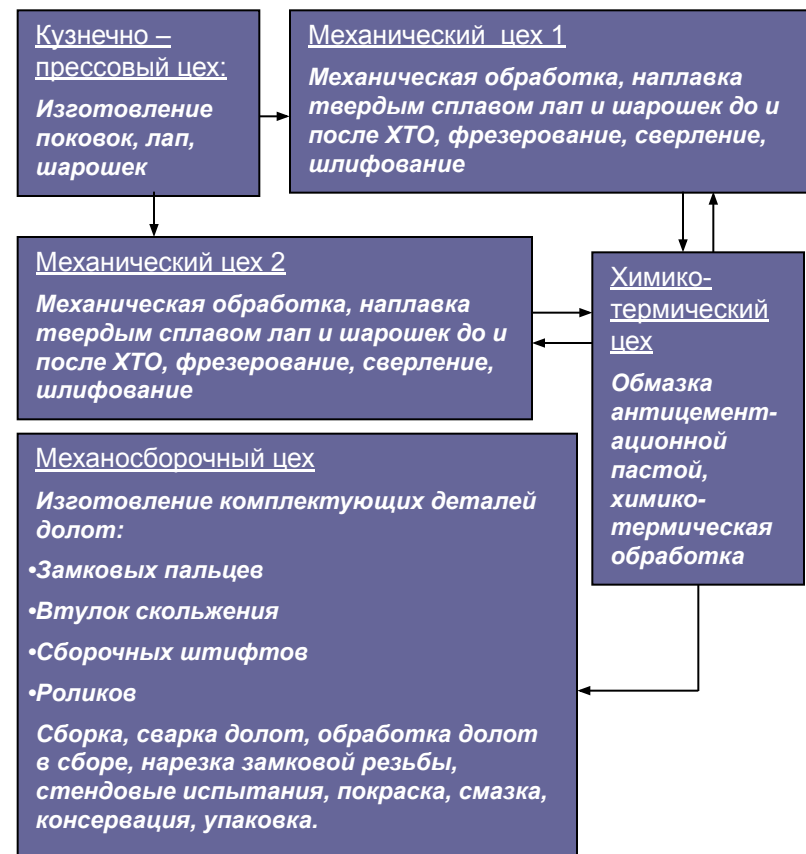 Кузнечно –
прессовый цех:
Изготовление
поковок, лап,
шарошек
Механический цех 1
Механическая обработка, наплавка
твердым сплавом лап и шарошек до и
после ХТО, фрезерование, сверление,
шлифование
Механический цех 2
Механическая обработка, наплавка
твердым сплавом лап и шарошек до и
после ХТО, фрезерование, сверление,
шлифование
Химико-
термический
цех
Обмазка
антицемент-
ационной
пастой,
химико-
термическая
обработка
Механосборочный цех
Изготовление комплектующих деталей
долот:
•Замковых пальцев
•Втулок скольжения
•Сборочных штифтов
•Роликов
Сборка, сварка долот, обработка долот
в сборе, нарезка замковой резьбы,
стендовые испытания, покраска, смазка,
консервация, упаковка.